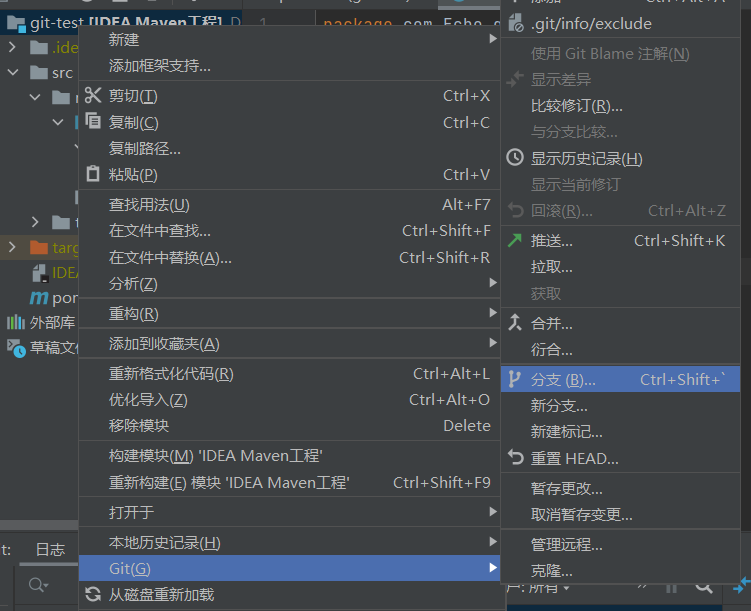 git-test [IDEA Maven工程]
package com.Echo
.ide
src
targ
IDEA
外部库
草稿文
新建
添加框架支持...
剪切(T) Ctrl+X
复制(C) Ctrl+C
复制路径...
粘贴(P) Ctrl+V
查找用法(U) Alt+F7
在文件中查找... Ctrl+Shift+F
在文件中替换(A)... Ctrl+Shift+R
分析(Z)
重构(R)
添加到收藏夹(A)
重新格式化代码(R) Ctrl+Alt+L
优化导入(Z) Ctrl+Alt+O
移除模块 Delete
构建模块(M) 'IDEA Maven工程'
重新构建(E) 模块 'IDEA Maven工程' Ctrl+Shift+F9
打开于
本地历史记录(H)
Git(G)
从磁盘重新加载
.git/info/exclude
使用 Git Blame 注解(N)
显示差异
比较修订(R)...
与分支比较...
显示历史记录(H)
显示当前修订
回滚(R)... Ctrl+Alt+Z
推送... Ctrl+Shift+K
拉取...
获取
合并...
衍合...
分支 (B)... Ctrl+Shift+`
新分支...
新建标记...
重置 HEAD...
暂存更改...
取消暂存变更...
管理远程...
克隆...
t: 日志
户: 所有